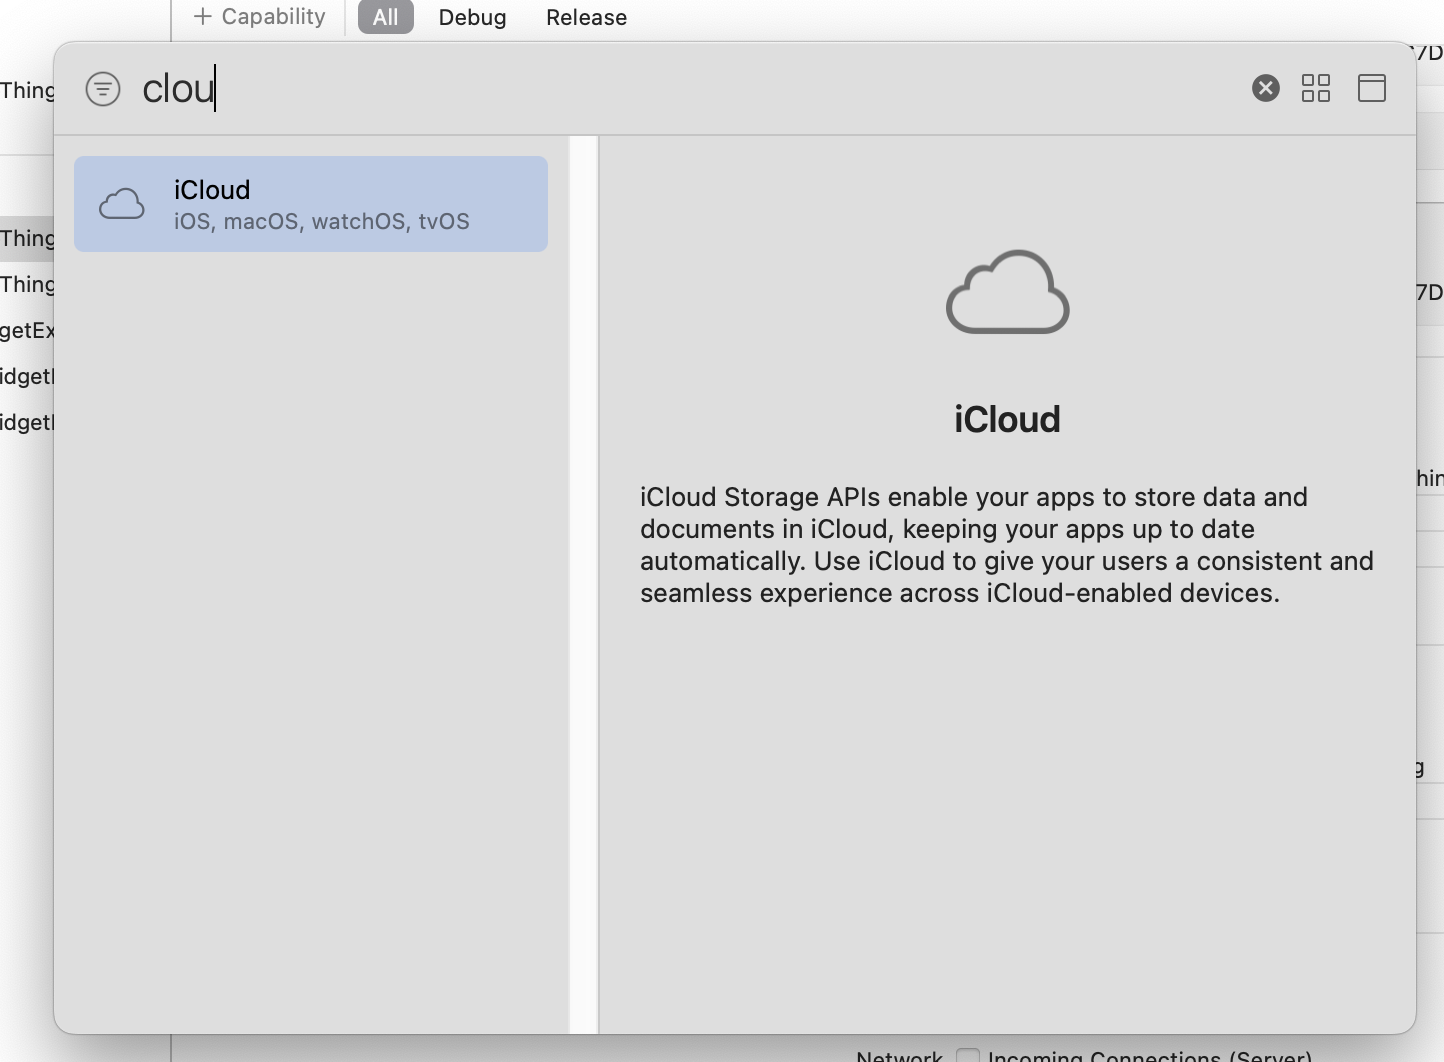 + Capability
All
Debug
Release
clou
7D
Thing
iCloud
iOS, macOS, watchOS, tvOS
Thing
Thing
7D
getEx
idget
iCloud
idget
hin
iCloud Storage APIs enable your apps to store data and
documents in iCloud, keeping your apps up to date
automatically. Use iCloud to give your users a consistent and
seamless experience across iCloud-enabled devices.
g
Network
Incoming Connections (Server)